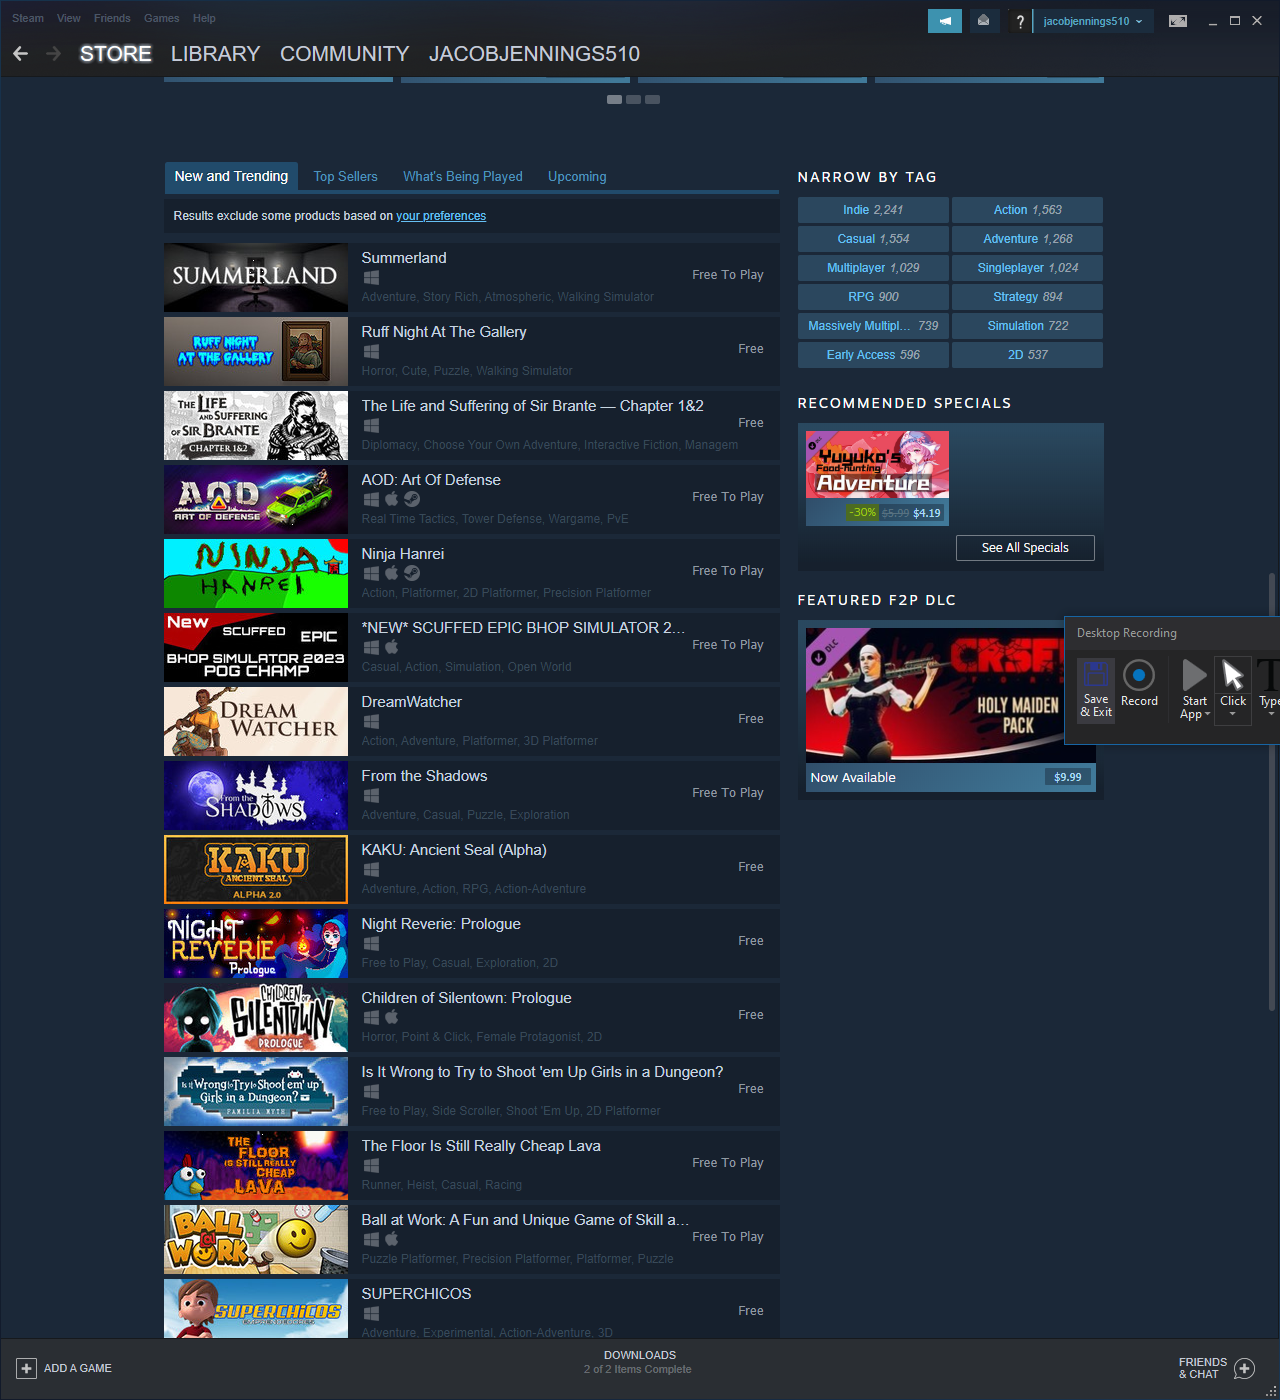 Steam View Friends Games Help
jacobjennings510
STORE LIBRARY COMMUNITY JACOBJENNINGS510
New and Trending Top Sellers What's Being Played Upcoming
Results exclude some products based on your preferences
SUMMERLAND
Summerland
Free To Play
Adventure, Story Rich, Atmospheric, Walking Simulator
RUFF NIGHT
AT THE GALLERY
Ruff Night At The Gallery
Free
Horror, Cute, Puzzle, Walking Simulator
THE LIFE
AND SUFFERING
OF SIR BRANTE
CHAPTER 1&2
The Life and Suffering of Sir Brante — Chapter 1&2
Free
Diplomacy, Choose Your Own Adventure, Interactive Fiction, Managem
AOD
ART OF DEFENSE
AOD: Art Of Defense
Free To Play
Real Time Tactics, Tower Defense, Wargame, PvE
NINJA
HANREI
Ninja Hanrei
Free To Play
Action, Platformer, 2D Platformer, Precision Platformer
New
SCUFFED EPIC
BHOP SIMULATOR 2023
POG CHAMP
*NEW* SCUFFED EPIC BHOP SIMULATOR 2...
Free To Play
Casual, Action, Simulation, Open World
DREAM
WATCHER
DreamWatcher
Free
Action, Adventure, Platformer, 3D Platformer
From the
SHADOWS
From the Shadows
Free To Play
Adventure, Casual, Puzzle, Exploration
KAKU
ANCIENT SEAL
ALPHA 2.0
KAKU: Ancient Seal (Alpha)
Free
Adventure, Action, RPG, Action-Adventure
NIGHT
REVERIE
Prologue
Night Reverie: Prologue
Free
Free to Play, Casual, Exploration, 2D
CHILDREN OF
SILENTOWN
PROLOGUE
Children of Silentown: Prologue
Free
Horror, Point & Click, Female Protagonist, 2D
Is it Wrong to Try to Shoot 'em up
Girls in a Dungeon?
FAMILIA MYTH
Is It Wrong to Try to Shoot 'em Up Girls in a Dungeon?
Free
Free to Play, Side Scroller, Shoot 'Em Up, 2D Platformer
THE
FLOOR
IS STILL REALLY
CHEAP
LAVA
The Floor Is Still Really Cheap Lava
Free To Play
Runner, Heist, Casual, Racing
BALL
@
WORK
Ball at Work: A Fun and Unique Game of Skill a...
Free To Play
Puzzle Platformer, Precision Platformer, Platformer, Puzzle
SUPERCHICOS
SUPERCHICOS
Free
Adventure, Experimental, Action-Adventure, 3D
NARROW BY TAG
Indie 2,241 Action 1,563
Casual 1,554 Adventure 1,268
Multiplayer 1,029 Singleplayer 1,024
RPG 900 Strategy 894
Massively Multipl... 739 Simulation 722
Early Access 596 2D 537
RECOMMENDED SPECIALS
DLC
Yuyuko's
Food-Hunting
Adventure
-30% $5.99 $4.19
See All Specials
FEATURED F2P DLC
DLC
HOLY MAIDEN
PACK
Now Available $9.99
Desktop Recording
Save
& Exit
Record
Start
App
Click
Type
ADD A GAME
DOWNLOADS
2 of 2 Items Complete
FRIENDS
& CHAT